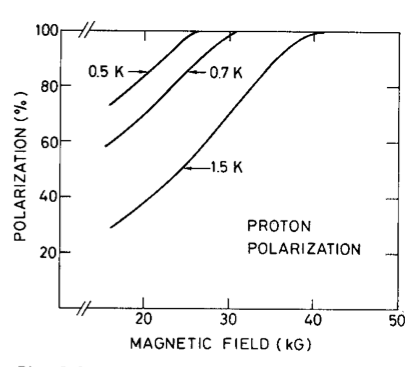 100
80
60
40
20
POLARIZATION (%)
0.5 K
0.7 K
1.5 K
PROTON
POLARIZATION
20 30 40 50
MAGNETIC FIELD (kG)